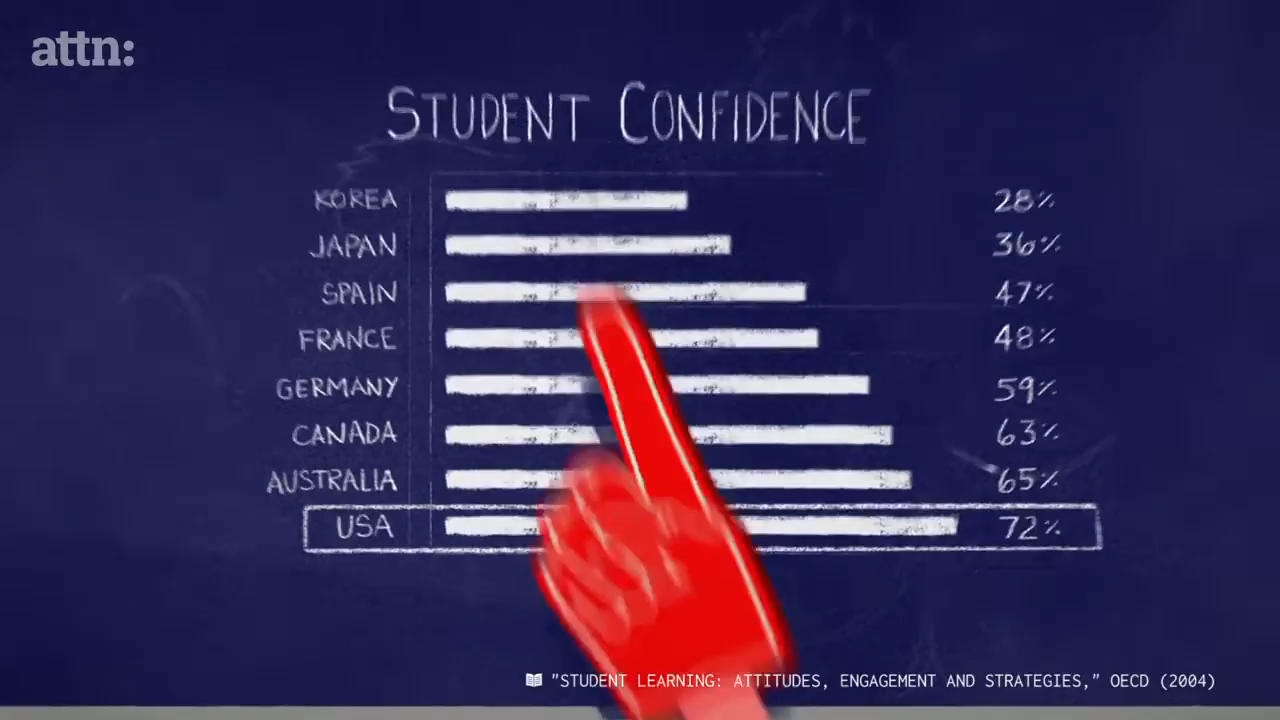 attn:
STUDENT CONFIDENCE
KOREA 28%
JAPAN 36%
SPAIN 47%
FRANCE 48%
GERMANY 59%
CANADA 63%
AUSTRALIA 65%
USA 72%
"STUDENT LEARNING: ATTITUDES, ENGAGEMENT AND STRATEGIES," OECD (2004)